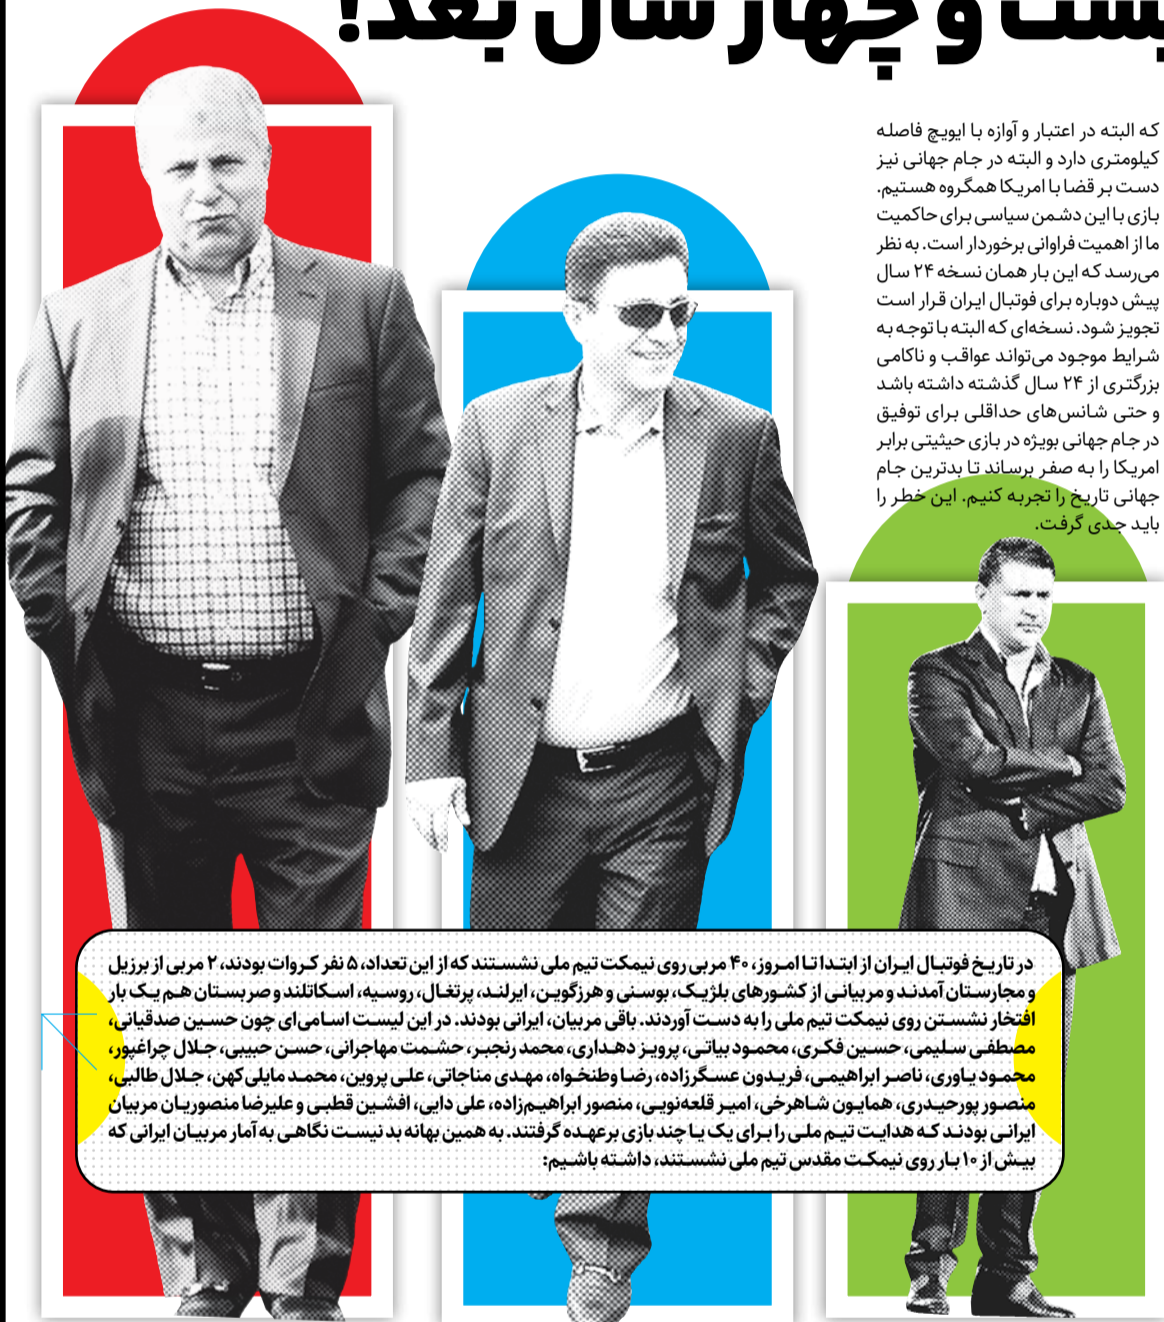 و چهار سال بعد!
که البته در اعتبار و آوازه با ایویچ فاصله
کیلومتری دارد و البته در جام جهانی نیز
دست بر قضا با امریکا همگروه هستیم.
بازی با این دشمن سیاسی برای حاکمیت
ما از اهمیت فراوانی برخوردار است. به نظر
می‌رسد که این بار همان نسخه ۲۴ سال
پیش دوباره برای فوتبال ایران قرار است
تجویز شود. نسخه‌ای که البته با توجه به
شرایط موجود می‌تواند عواقب و ناکامی
بزرگتری از ۲۴ سال گذشته داشته باشد
و حتی شانس‌های حداقلی برای توفیق
در جام جهانی بویژه در بازی حیثیتی برابر
امریکا را به صفر برساند تا بدترین جام
جهانی تاریخ را تجربه کنیم. این خطر را
باید جدی گرفت.
در تاریخ فوتبال ایران از ابتدا تا امروز، ۴۰ مربی روی نیمکت تیم ملی نشستند که از این تعداد، ۵ نفر کروات بودند، ۲ مربی از برزیل
و مجارستان آمدند و مربیانی از کشورهای بلژیک، بوسنی و هرزگوین، ایرلند، پرتغال، روسیه، اسکاتلند و صربستان هم یک بار
افتخار نشستن روی نیمکت تیم ملی را به دست آوردند. باقی مربیان، ایرانی بودند. در این لیست اسامی‌ای چون حسین صدقیانی،
مصطفی سلیمی، حسین فکری، محمود بیاتی، پرویز دهداری، محمد رنجبر، حشمت مهاجرانی، حسن حبیبی، جلال چراغپور،
محمود یاوری، ناصر ابراهیمی، فریدون عسگرزاده، رضا وطنخواه، مهدی مناجاتی، علی پروین، محمد مایلی‌کهن، جلال طالبی،
منصور پورحیدری، همایون شاهرخی، امیر قلعه‌نویی، منصور ابراهیم‌زاده، علی دایی، افشین قطبی و علیرضا منصوریان مربیان
ایرانی بودند که هدایت تیم ملی را برای یک یا چند بازی برعهده گرفتند. به همین بهانه بد نیست نگاهی به آمار مربیان ایرانی که
بیش از ۱۰ بار روی نیمکت مقدس تیم ملی نشستند، داشته باشیم: